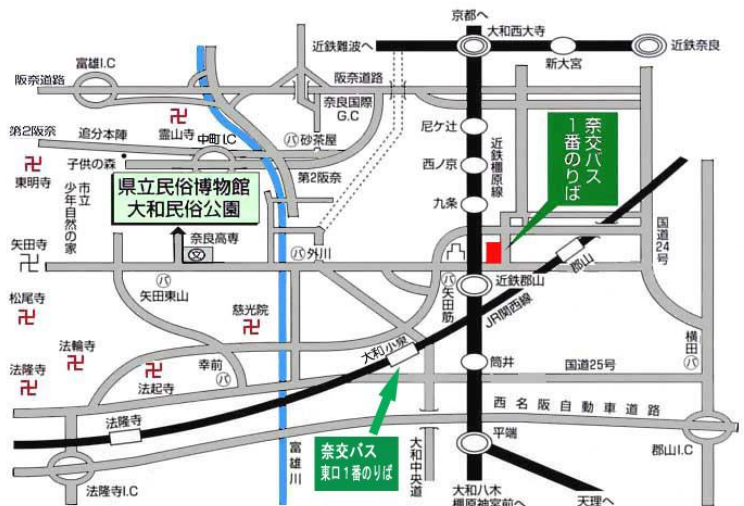 京都へ
大和西大寺
近鉄難波へ
新大宮
近鉄奈良
富雄I.C
阪奈道路
阪奈道路
奈良国際
G.C
霊山寺
第2阪奈
追分本陣
中町I.C
バ 砂茶屋
尼ケ辻
子供の森
第2阪奈
東明寺
市立
少年自然の家
県立民俗博物館
大和民俗公園
西ノ京
近鉄橿原線
九条
奈交バス
1番のりば
国道24号
矢田寺
奈良高専
文
バ 外川
郡山
バ
矢田東山
バ 矢田筋
近鉄郡山
JR関西線
松尾寺
慈光院
横田 バ
法輪寺
大和小泉
筒井
国道25号
法隆寺
法起寺
幸前
バ
西名阪自動車道路
法隆寺
奈交バス
東口1番のりば
富雄川
大和中央道
平端
郡山I.C
法隆寺I.C
大和八木
橿原神宮前へ
天理へ